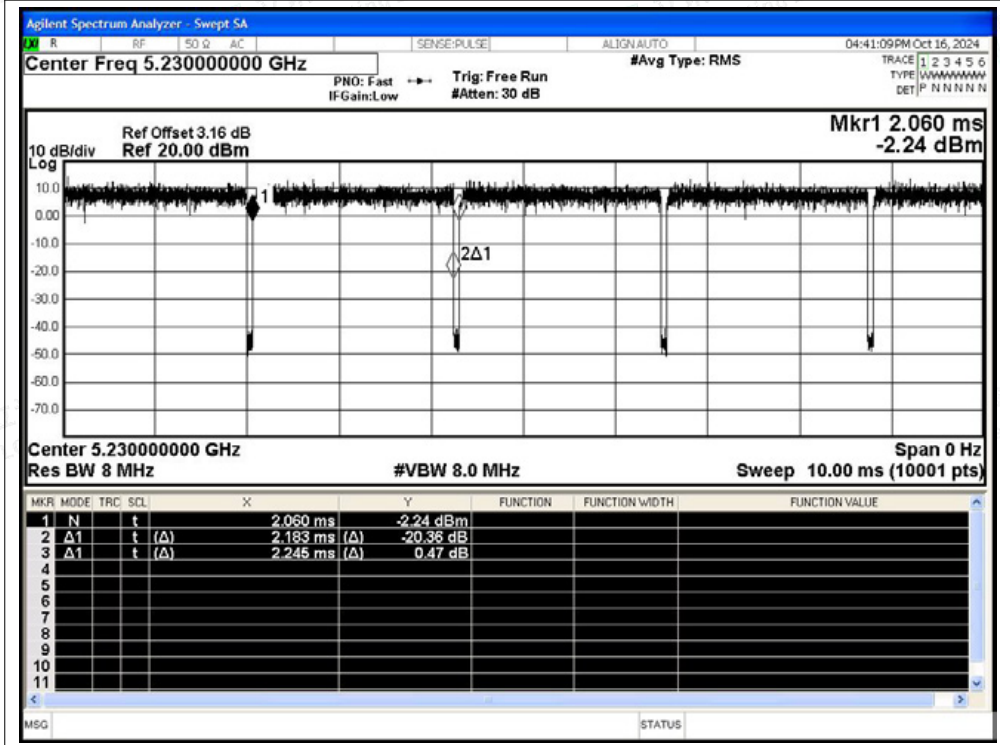 Agilent Spectrum Analyzer - Swept SA
LXI R RF 50 Ω AC SENSE:PULSE ALIGN AUTO 04:41:09 PM Oct 16, 2024
Center Freq 5.230000000 GHz #Avg Type: RMS TRACE 1 2 3 4 5 6
PNO: Fast Trig: Free Run TYPE WWWWWW
IFGain:Low #Atten: 30 dB DET P N N N N N
Mkr1 2.060 ms
Ref Offset 3.16 dB
10 dB/div Ref 20.00 dBm -2.24 dBm
Log
10.0
1
0.00
-10.0
2Δ1
-20.0
-30.0
-40.0
-50.0
-60.0
-70.0
Center 5.230000000 GHz Span 0 Hz
Res BW 8 MHz #VBW 8.0 MHz Sweep 10.00 ms (10001 pts)
MKR MODE TRC SCL X Y FUNCTION FUNCTION WIDTH FUNCTION VALUE
1 N t 2.060 ms -2.24 dBm
2 Δ1 t (Δ) 2.183 ms (Δ) -20.36 dB
3 Δ1 t (Δ) 2.245 ms (Δ) 0.47 dB
4
5
6
7
8
9
10
11
MSG STATUS